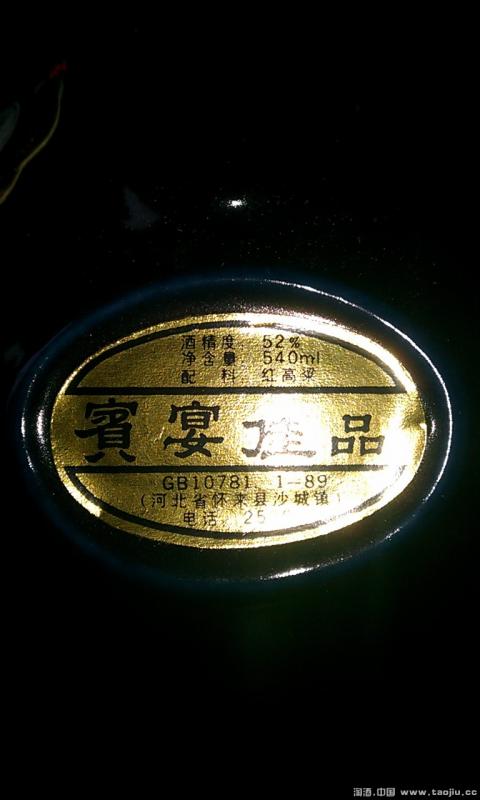 酒精度 52%
净含量 540ml
配料 红高粱
賓宴佳品
GB10781.1-89
(河北省怀来县沙城镇)
电话 25
淘酒.中国 www.taojiu.cc